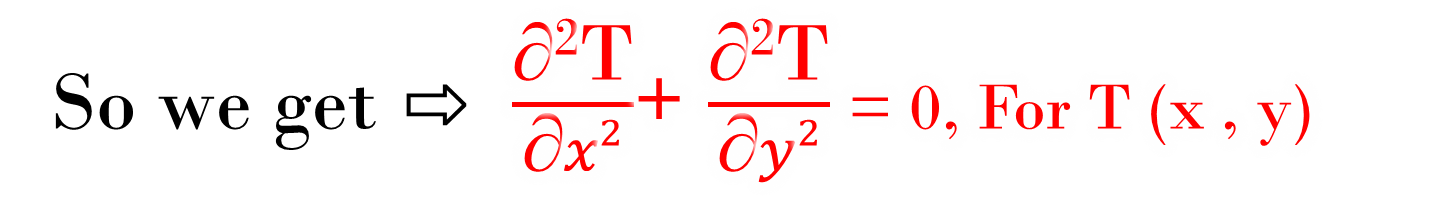 So we get ⇨ ∂²T/∂x² + ∂²T/∂y² = 0, For T (x , y)